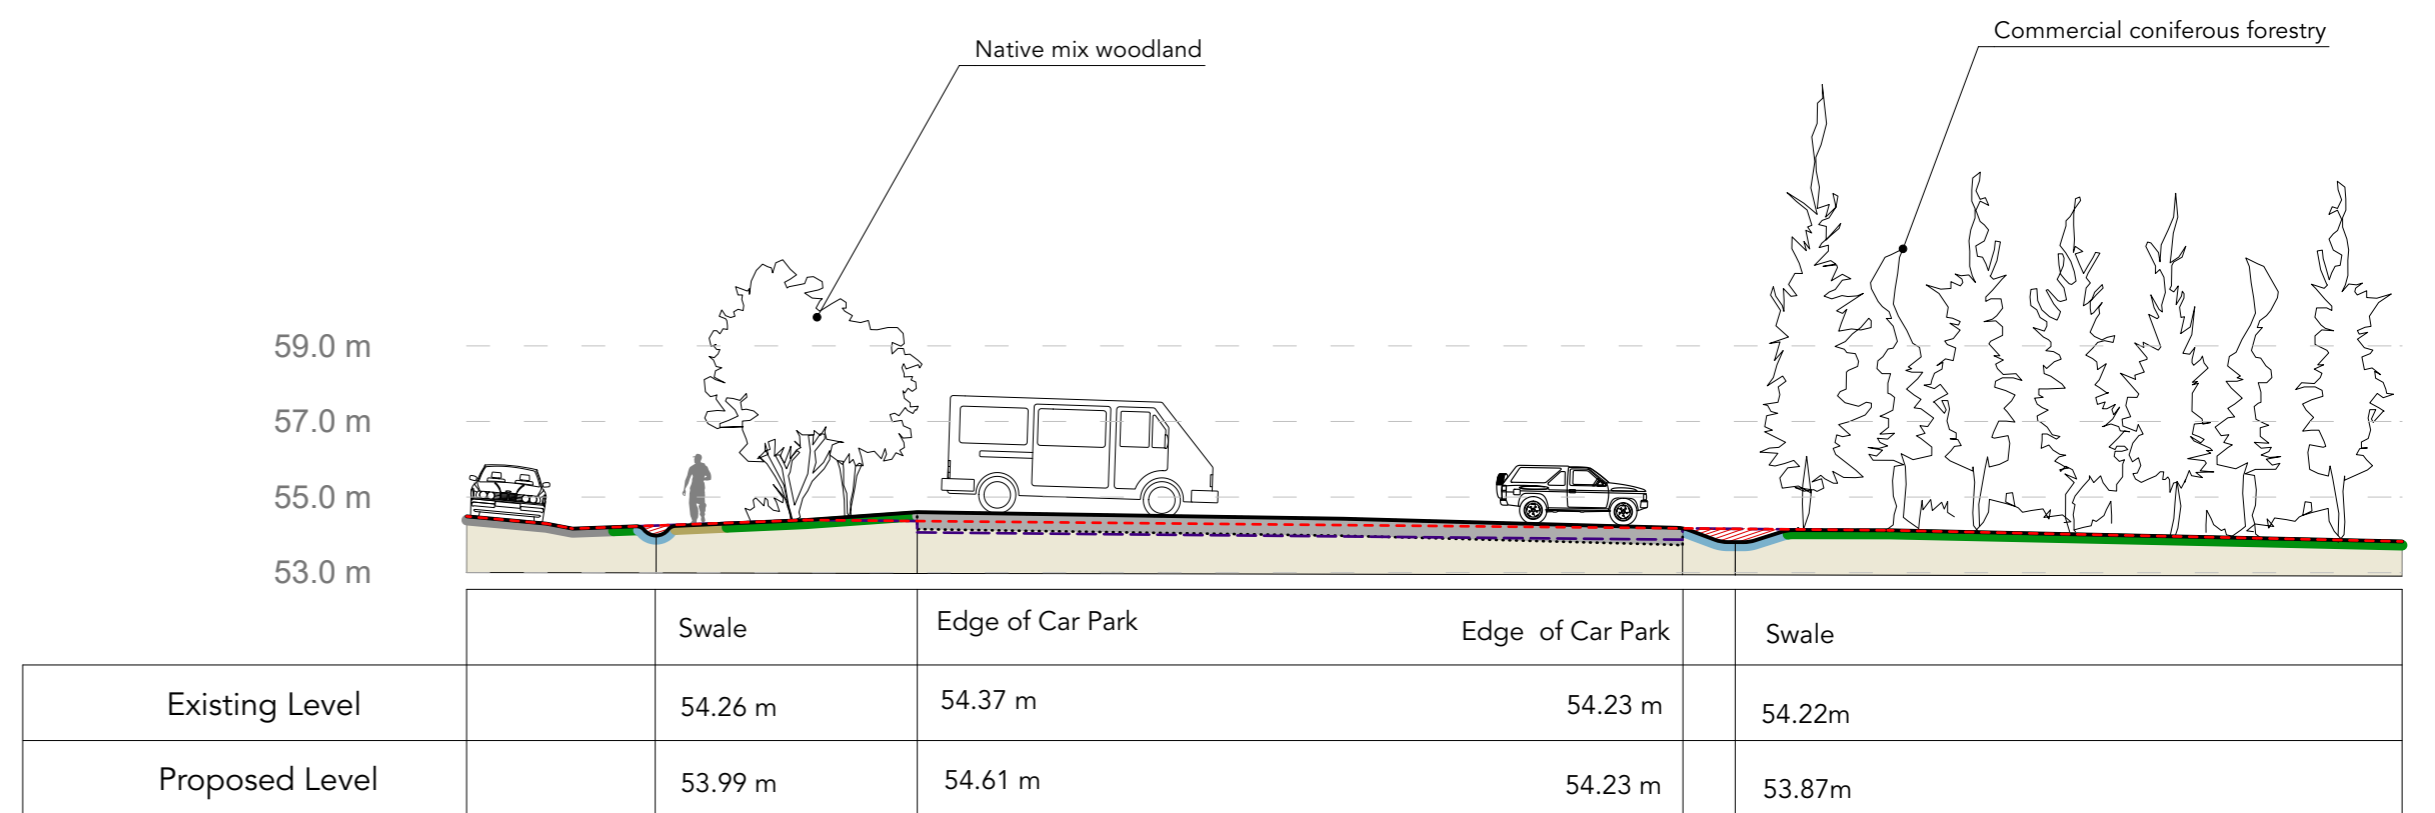 Commercial coniferous forestry
Native mix woodland
59.0 m
57.0 m
55.0 m
53.0 m
Swale
Edge of Car Park
Edge of Car Park
Swale
Existing Level
54.26 m
54.37 m
54.23 m
54.22m
Proposed Level
53.99 m
54.61 m
54.23 m
53.87m